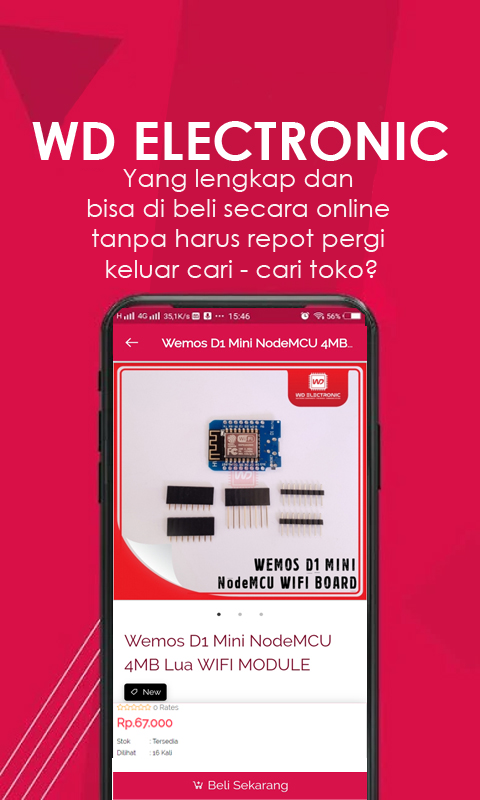 WD ELECTRONIC
Yang lengkap dan
bisa di beli secara online
tanpa harus repot pergi
keluar cari - cari toko?
H 4G 35,1K/s ••• 15:46 56%
Wemos D1 Mini NodeMCU 4MB..
WD
WD ELECTRONIC
WD
WEMOS D1 MINI
NodeMCU WIFI BOARD
Wemos D1 Mini NodeMCU
4MB Lua WIFI MODULE
New
0 Rates
Rp.67.000
Stok : Tersedia
Dilihat : 16 Kali
Beli Sekarang